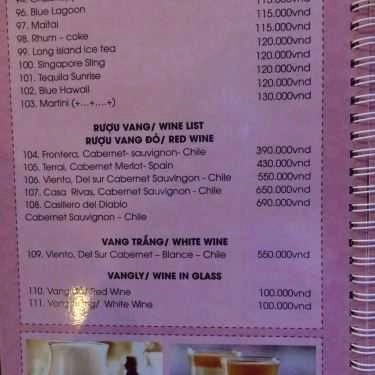 115.000vnd
96. Blue Lagoon 115.000vnd
97. Maitai 115.000vnd
98. Rhum - coke 120.000vnd
99. Long island ice tea 120.000vnd
100. Singapore Sling 120.000vnd
101. Tequila Sunrise 120.000vnd
102. Blue Hawaii 130.000vnd
103. Martini (+...+....+)
RƯỢU VANG/ WINE LIST
RƯỢU VANG ĐỎ/ RED WINE
104. Frontera, Cabernet- sauvignon- Chile 390.000vnd
105. Terrai, Cabernet Merlot- Spain 430.000vnd
106. Viento, Del sur Cabernet Sauvingon - Chile 550.000vnd
107. Casa Rivas, Cabernet Sauvignon - Chile 650.000vnd
108. Casillero del Diablo 690.000vnd
Cabernet Sauvignon - Chile
VANG TRẮNG/ WHITE WINE
109. Viento, Del sur Cabernet - Blance - Chile 550.000vnd
VANGLY/ WINE IN GLASS
110. Vang đỏ/ Red Wine 100.000vnd
111. Vang / White Wine 100.000vnd